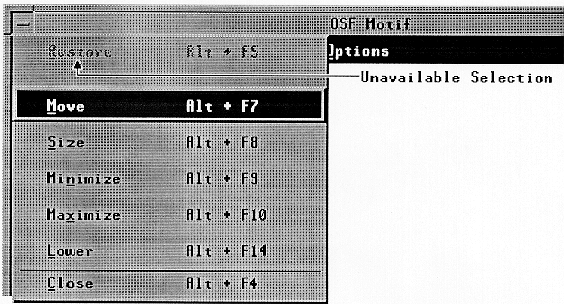 OSF Motif
Restore Alt + F5
Options
Unavailable Selection
Move Alt + F7
Size Alt + F8
Minimize Alt + F9
Maximize Alt + F10
Lower Alt + F14
Close Alt + F4